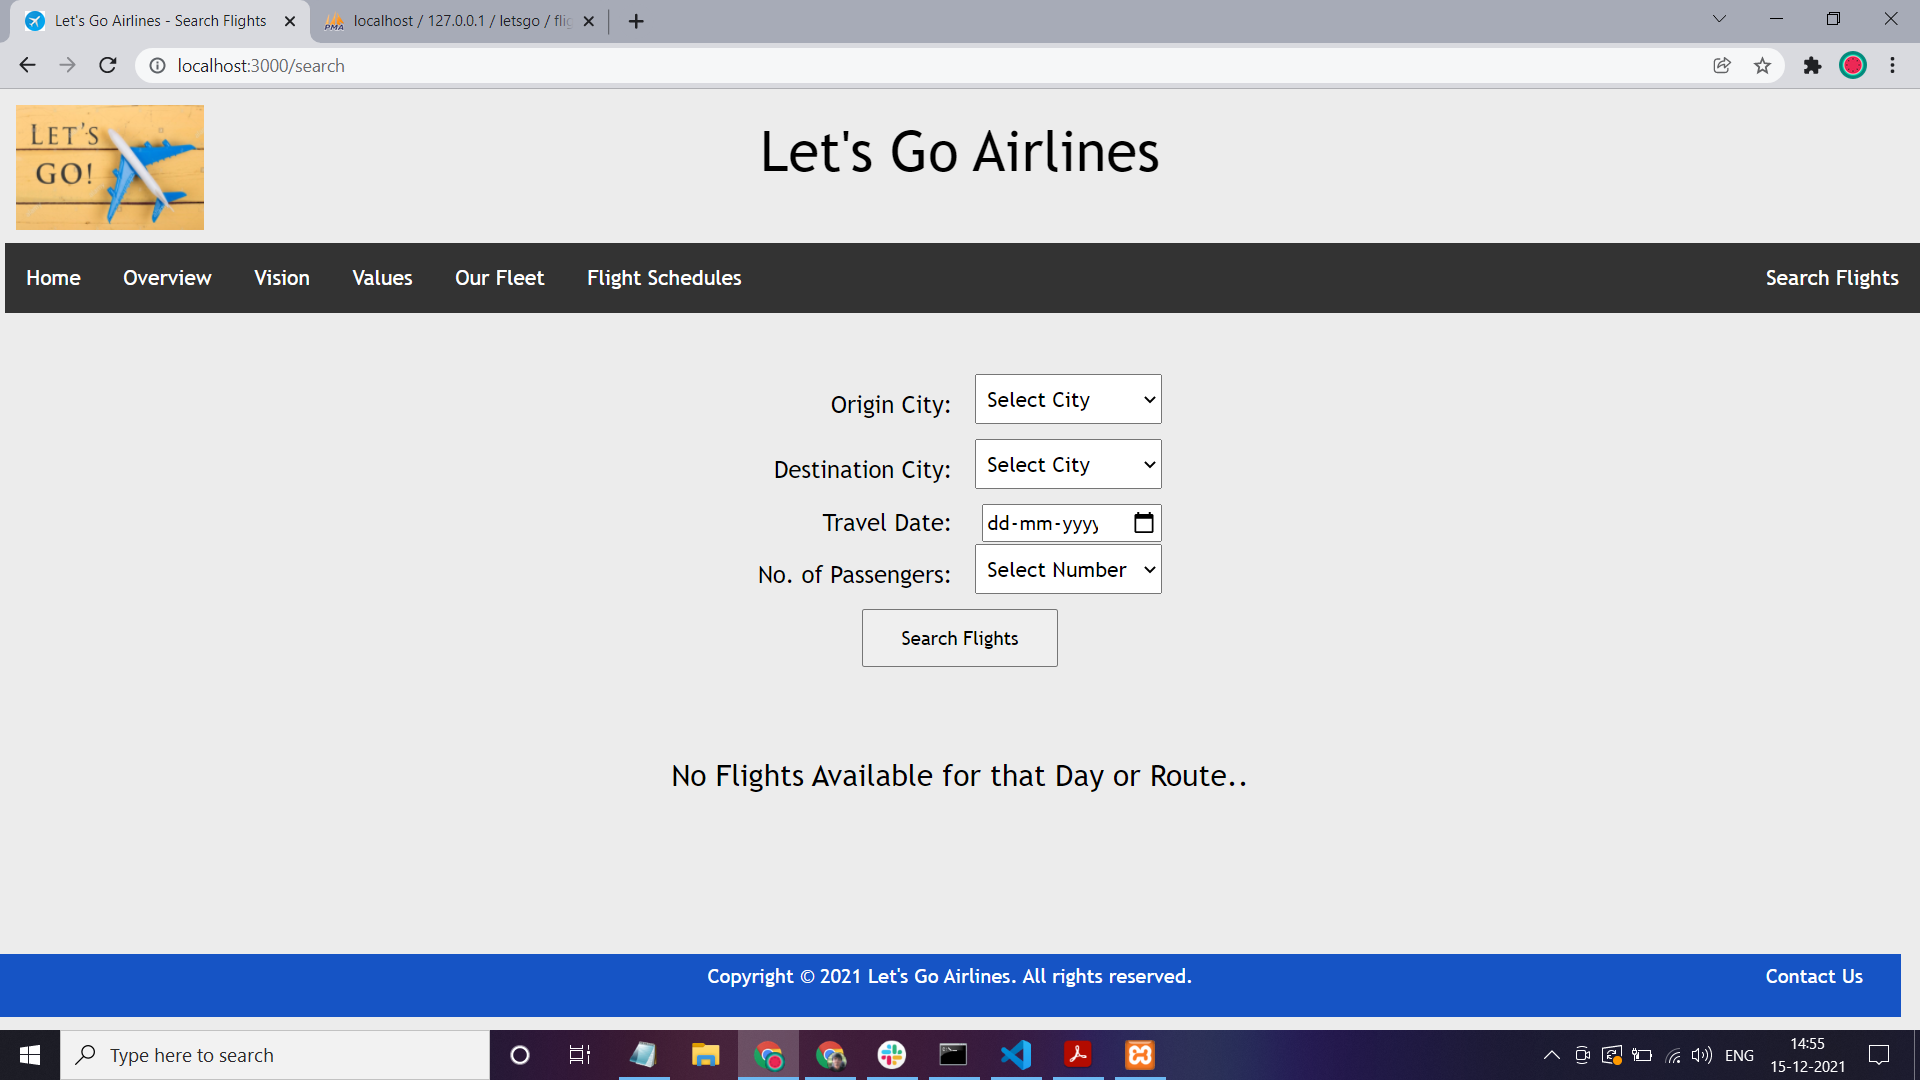 Let's Go Airlines - Search Flights
localhost / 127.0.0.1 / letsgo / flig
localhost:3000/search
LET'S
GO!
Let's Go Airlines
Home Overview Vision Values Our Fleet Flight Schedules Search Flights
Origin City: Select City
Destination City: Select City
Travel Date: dd-mm-yyyy
No. of Passengers: Select Number
Search Flights
No Flights Available for that Day or Route..
Copyright © 2021 Let's Go Airlines. All rights reserved. Contact Us
Type here to search
ENG
14:55
15-12-2021